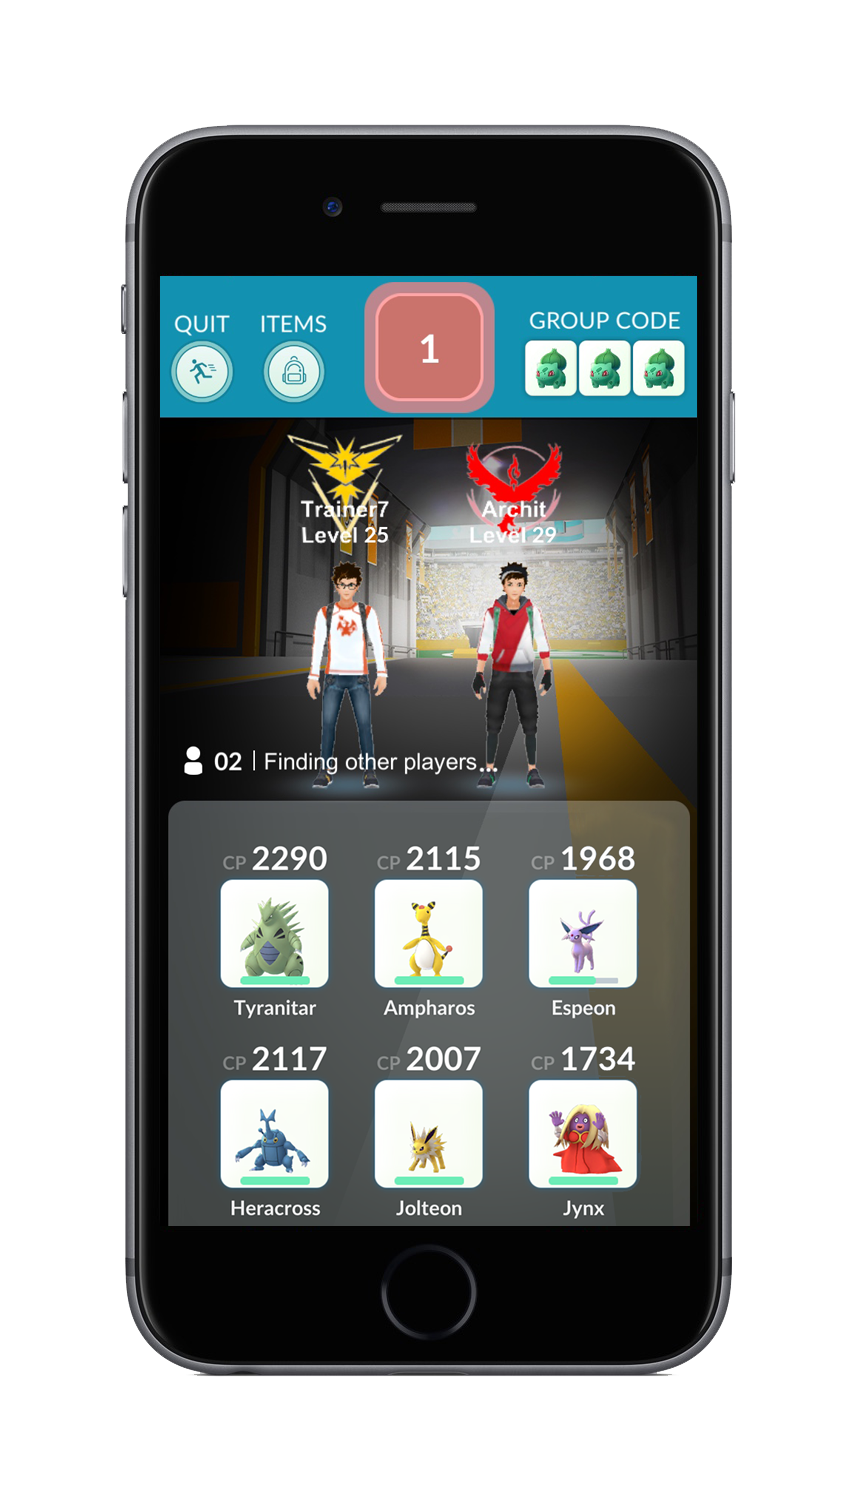 QUIT ITEMS
1
GROUP CODE
Trainer7
Level 25
Archit
Level 29
02 | Finding other players...
CP 2290 CP 2115 CP 1968
Tyranitar Ampharos Espeon
CP 2117 CP 2007 CP 1734
Heracross Jolteon Jynx